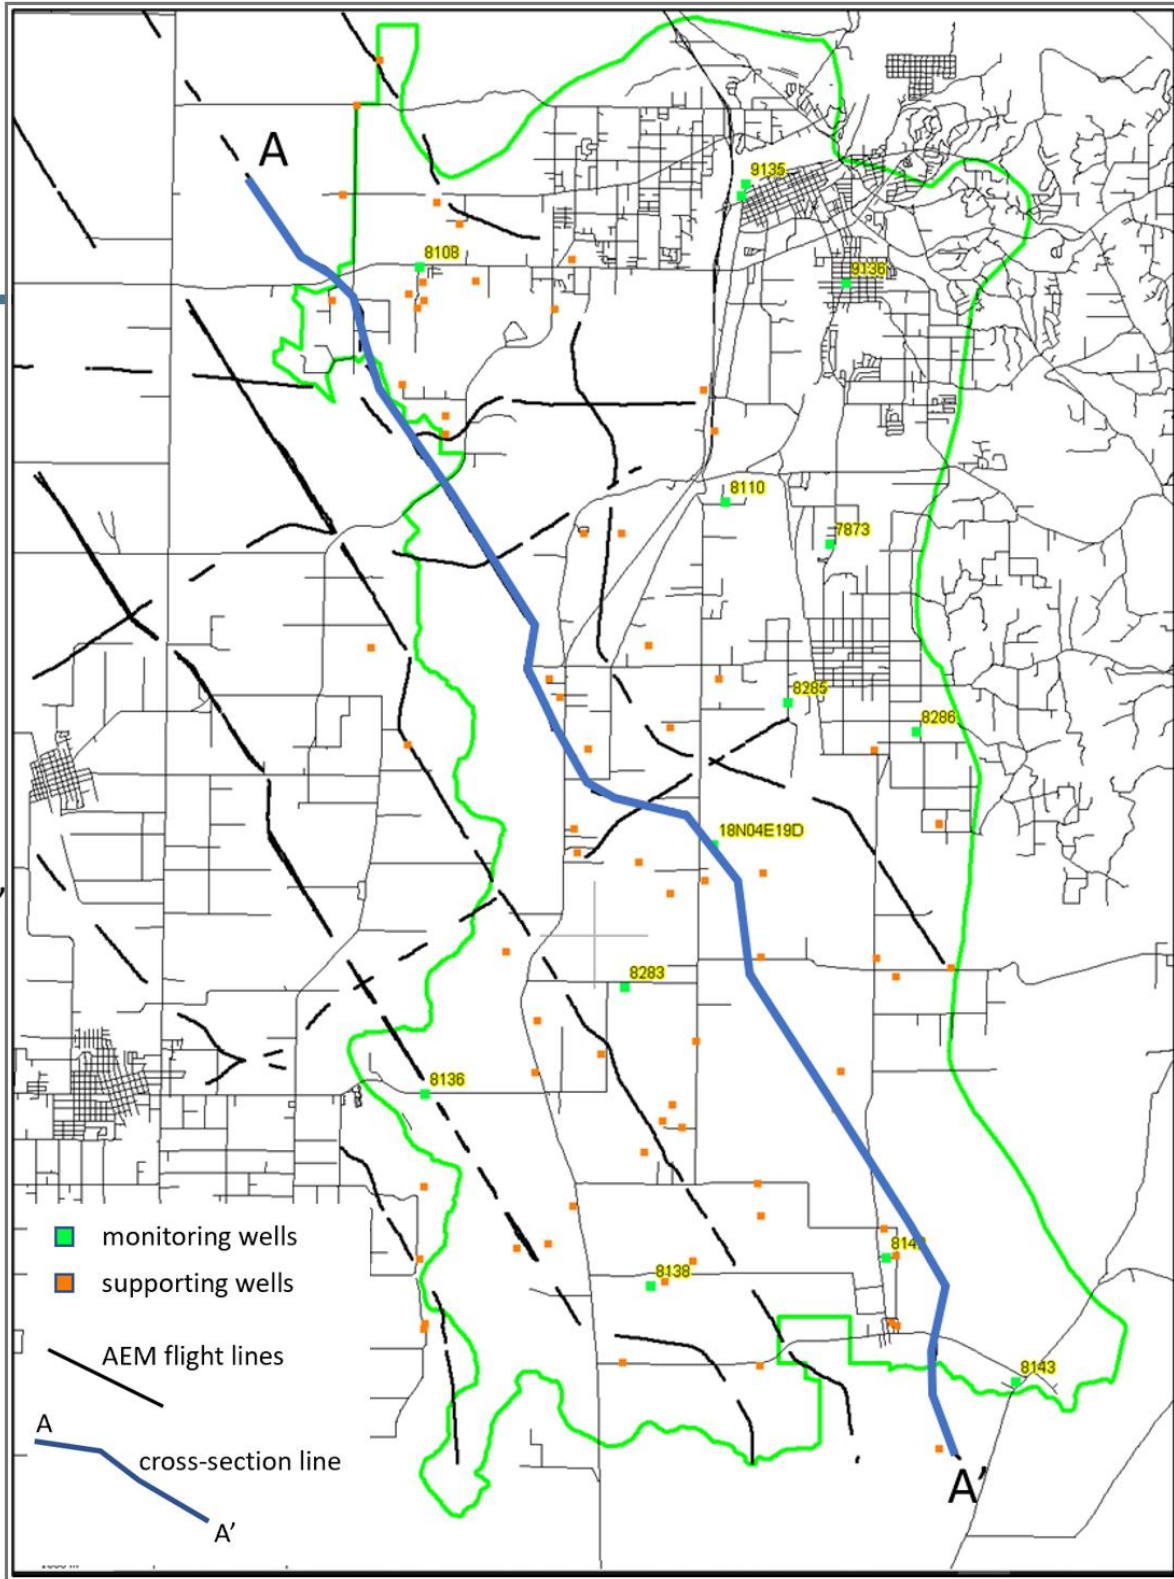 A
9135
8108
9136
8110
7873
8285
8286
18N04E19D
8283
8136
monitoring wells
8138
supporting wells
AEM flight lines
8143
A
cross-section line
A'
A'